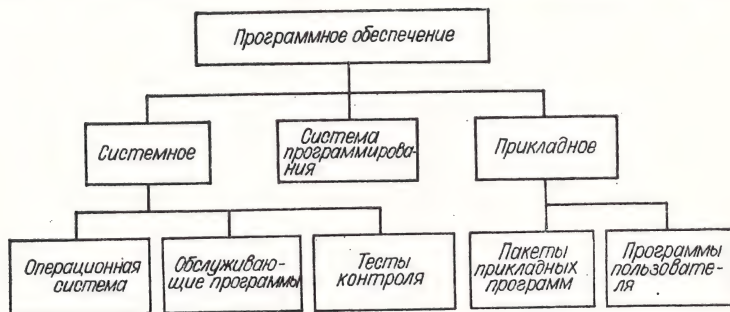 Программное обеспечение
Системное
Система
программирова-
ния
Прикладное
Операционная
система
Обслуживаю-
щие программы
Тесты
контроля
Пакеты
прикладных
программ
Программы
пользовате-
ля